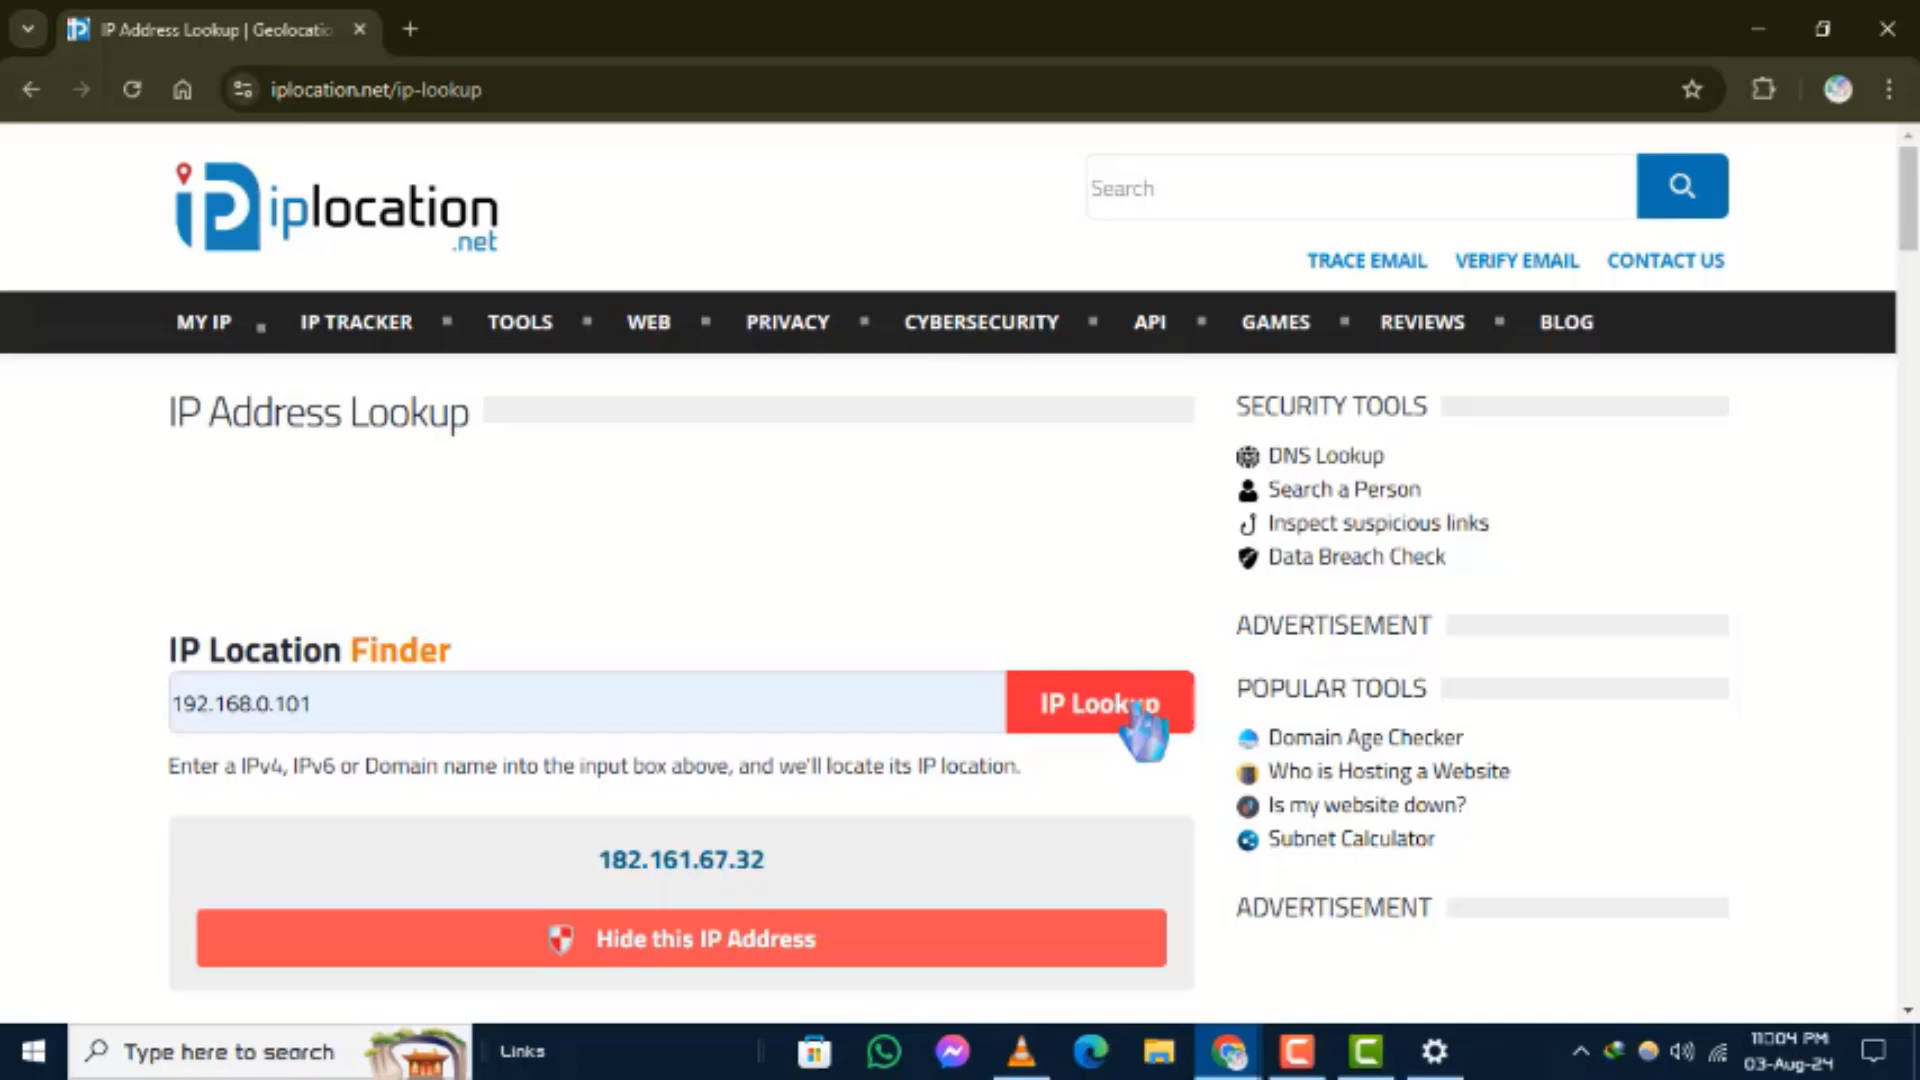 IP Address Lookup | Geolocatio
iplocation.net/ip-lookup
iP iplocation
.net
Search
TRACE EMAIL VERIFY EMAIL CONTACT US
MY IP IP TRACKER TOOLS WEB PRIVACY CYBERSECURITY API GAMES REVIEWS BLOG
IP Address Lookup
SECURITY TOOLS
DNS Lookup
Search a Person
Inspect suspicious links
Data Breach Check
ADVERTISEMENT
IP Location Finder
192.168.0.101
IP Lookup
Enter a IPv4, IPv6 or Domain name into the input box above, and we'll locate its IP location.
POPULAR TOOLS
Domain Age Checker
Who is Hosting a Website
Is my website down?
Subnet Calculator
182.161.67.32
Hide this IP Address
ADVERTISEMENT
Type here to search
Links
11:04 PM
03-Aug-24